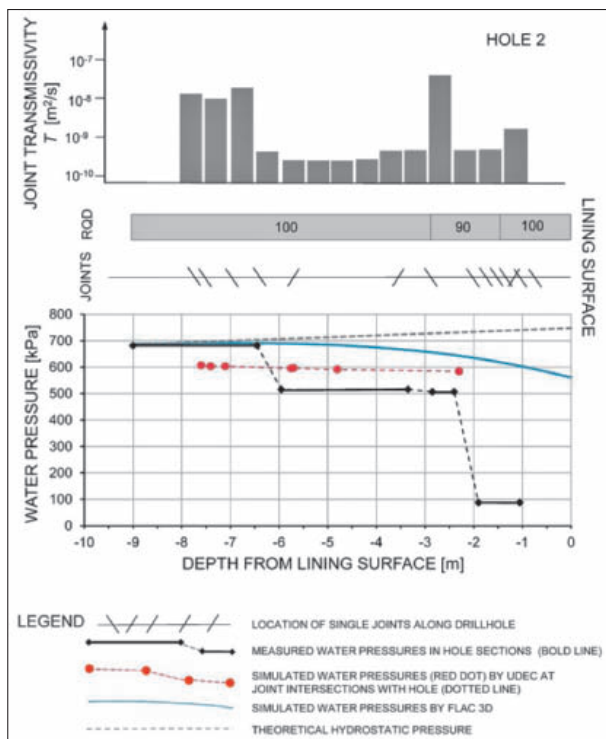 HOLE 2
JOINT TRANSMISSIVITY
T [m²/s]
10⁻⁷
10⁻⁸
10⁻⁹
10⁻¹⁰
RQD
100
90
100
LINING SURFACE
JOINTS
WATER PRESSURE [kPa]
800
700
600
500
400
300
200
100
0
-10 -9 -8 -7 -6 -5 -4 -3 -2 -1 0
DEPTH FROM LINING SURFACE [m]
LEGEND
LOCATION OF SINGLE JOINTS ALONG DRILLHOLE
MEASURED WATER PRESSURES IN HOLE SECTIONS (BOLD LINE)
SIMULATED WATER PRESSURES (RED DOT) BY UDEC AT
JOINT INTERSECTIONS WITH HOLE (DOTTED LINE)
SIMULATED WATER PRESSURES BY FLAC 3D
THEORETICAL HYDROSTATIC PRESSURE